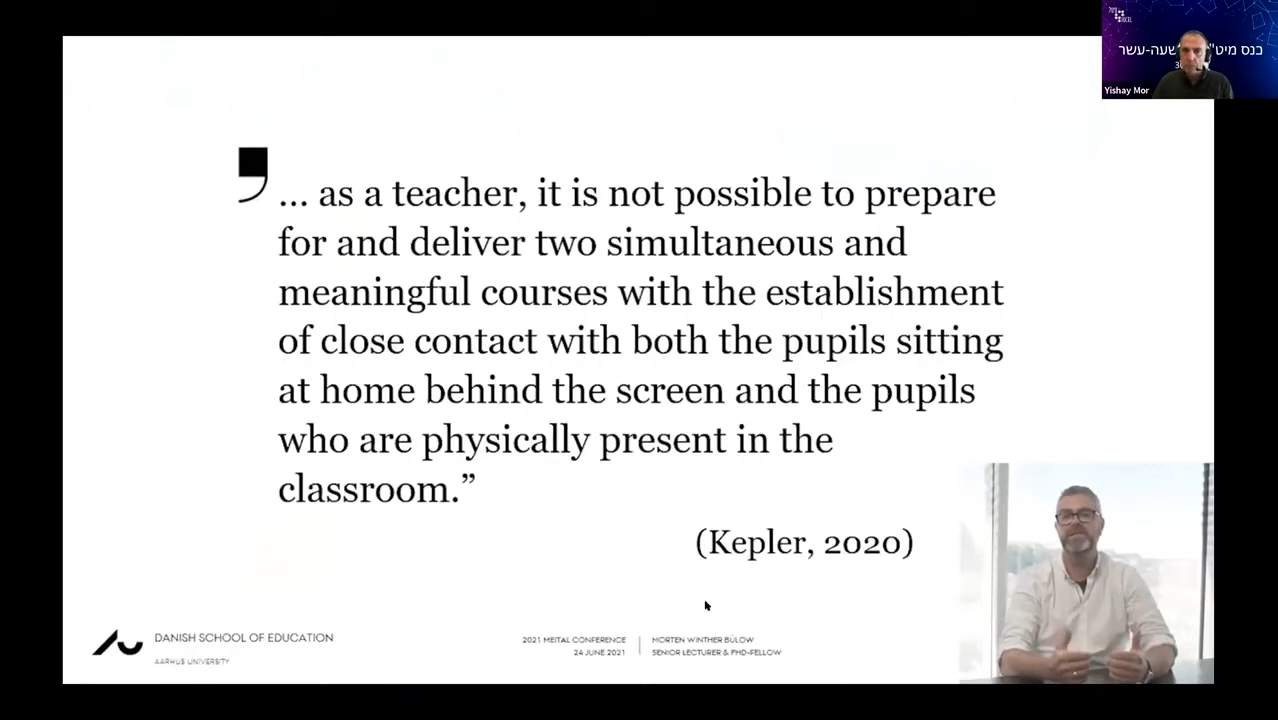 כנס מיט"
שעה-עשר
Yishay Mor
... as a teacher, it is not possible to prepare
for and deliver two simultaneous and
meaningful courses with the establishment
of close contact with both the pupils sitting
at home behind the screen and the pupils
who are physically present in the
classroom.”
(Kepler, 2020)
DANISH SCHOOL OF EDUCATION
AARHUS UNIVERSITY
2021 MEITAL CONFERENCE
24 JUNE 2021
MORTEN WINTHER BÜLOW
SENIOR LECTURER & PHD-FELLOW